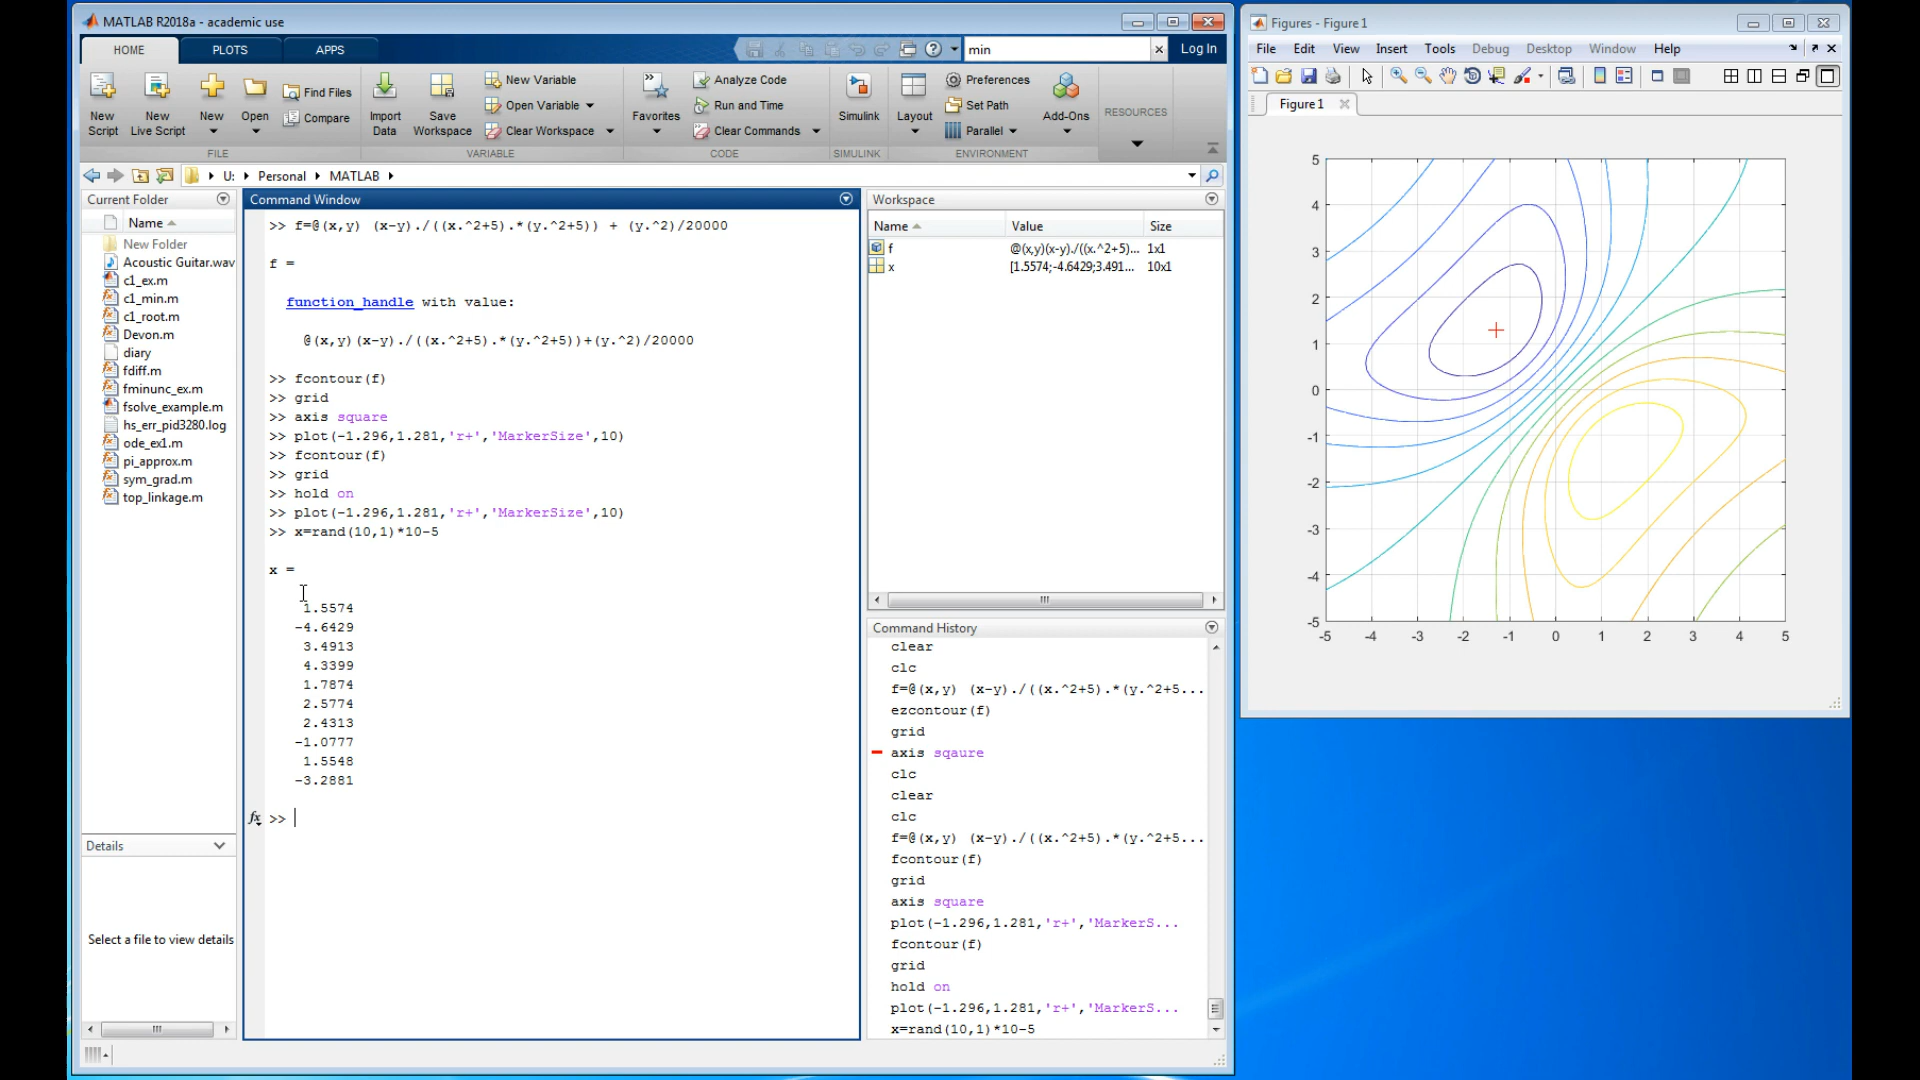 MATLAB R2018a - academic use
HOME PLOTS APPS
min
Log In
New Script
New Live Script
New
Open
Find Files
Compare
Import Data
Save Workspace
New Variable
Open Variable
Clear Workspace
Favorites
Analyze Code
Run and Time
Clear Commands
Simulink
Layout
Preferences
Set Path
Parallel
Add-Ons
RESOURCES
FILE VARIABLE CODE SIMULINK ENVIRONMENT
U: Personal MATLAB
Current Folder
Name
New Folder
Acoustic Guitar.wav
c1_ex.m
c1_min.m
c1_root.m
Devon.m
diary
fdiff.m
fminunc_ex.m
fsolve_example.m
hs_err_pid3280.log
ode_ex1.m
pi_approx.m
sym_grad.m
top_linkage.m
Details
Select a file to view details
Command Window
>> f=@(x,y) (x-y)./((x.^2+5).*(y.^2+5)) + (y.^2)/20000
f =
function_handle with value:
@(x,y)(x-y)./((x.^2+5).*(y.^2+5))+(y.^2)/20000
>> fcontour(f)
>> grid
>> axis square
>> plot(-1.296,1.281,'r+','MarkerSize',10)
>> fcontour(f)
>> grid
>> hold on
>> plot(-1.296,1.281,'r+','MarkerSize',10)
>> x=rand(10,1)*10-5
x =
1.5574
-4.6429
3.4913
4.3399
1.7874
2.5774
2.4313
-1.0777
1.5548
-3.2881
fx >>
Workspace
Name Value Size
f @(x,y)(x-y)./((x.^2+5)... 1x1
x [1.5574;-4.6429;3.491... 10x1
Command History
clear
clc
f=@(x,y) (x-y)./((x.^2+5).*(y.^2+5...
ezcontour(f)
grid
axis sqaure
clc
clear
clc
f=@(x,y) (x-y)./((x.^2+5).*(y.^2+5...
fcontour(f)
grid
axis square
plot(-1.296,1.281,'r+','MarkerS...
fcontour(f)
grid
hold on
plot(-1.296,1.281,'r+','MarkerS...
x=rand(10,1)*10-5
Figures - Figure 1
File Edit View Insert Tools Debug Desktop Window Help
Figure 1
5
4
3
2
1
0
-1
-2
-3
-4
-5
-5 -4 -3 -2 -1 0 1 2 3 4 5